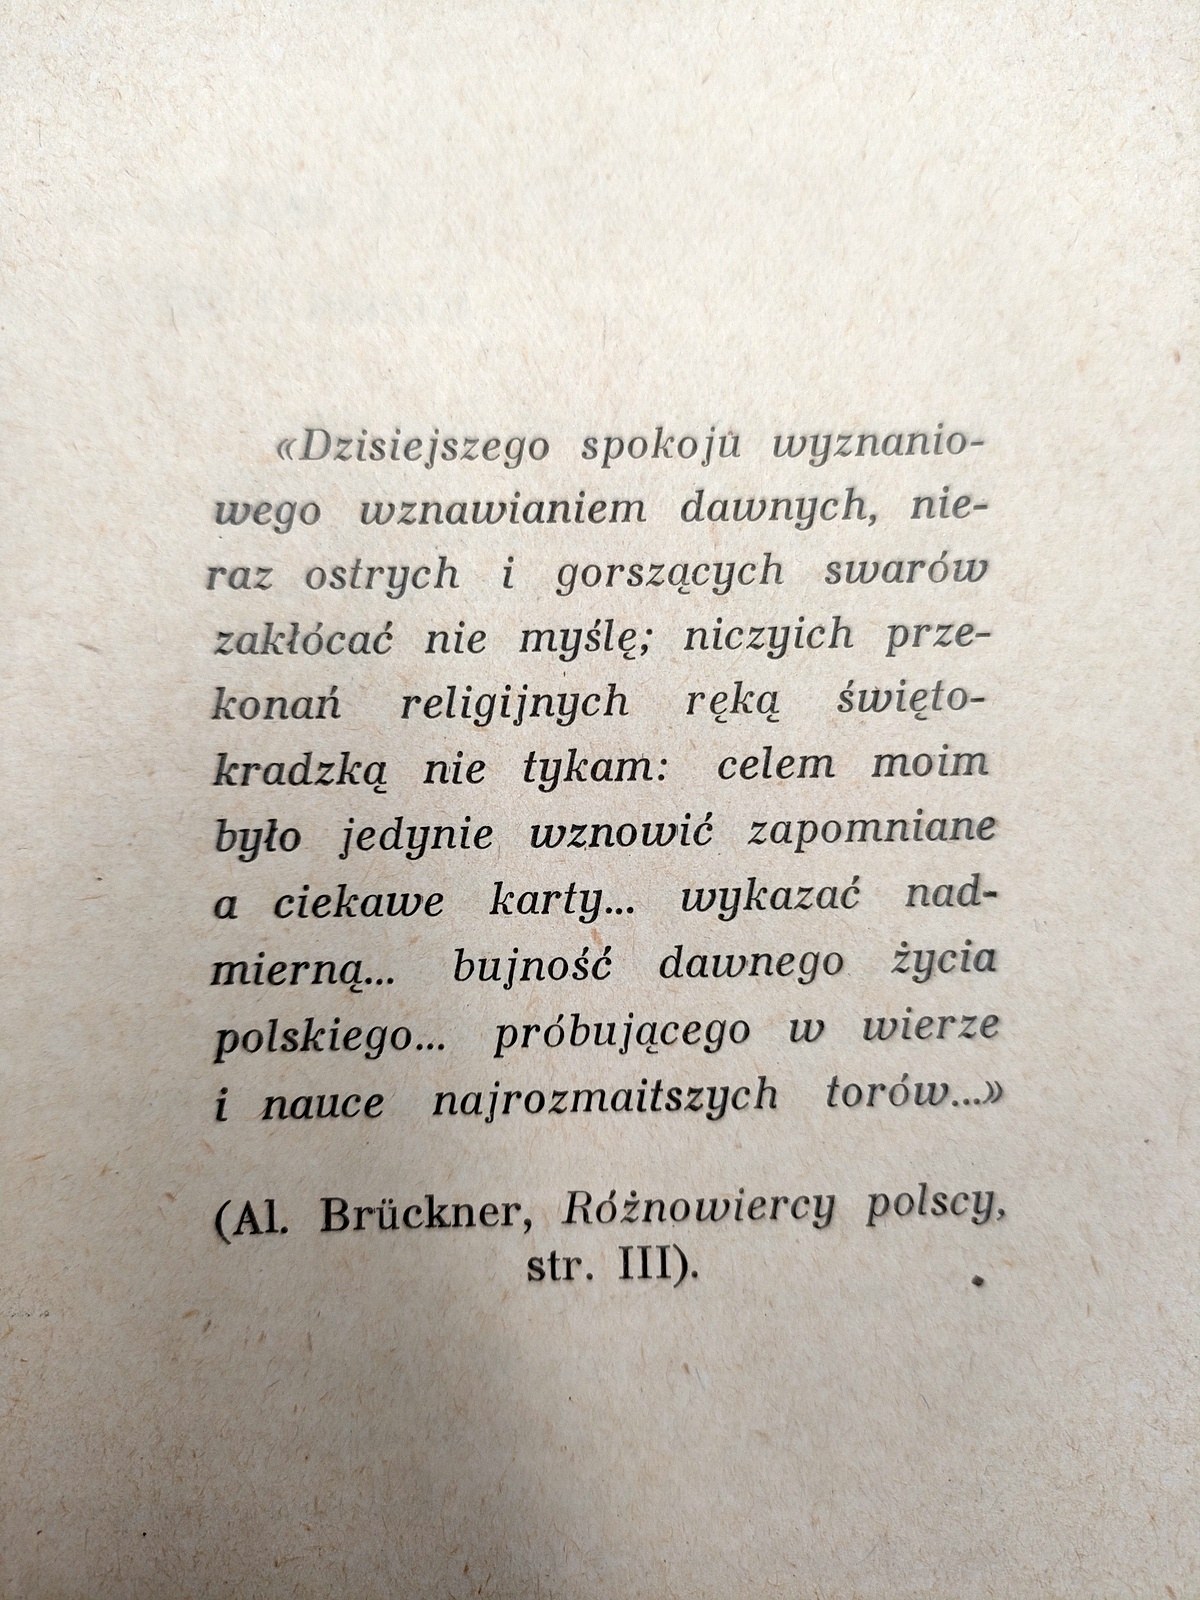 «Dzisiejszego spokoju wyznanio-
wego wznawianiem dawnych, nie-
raz ostrych i gorszących swarów
zakłócać nie myślę; niczyich prze-
konań religijnych ręką święto-
kradzką nie tykam: celem moim
było jedynie wznowić zapomniane
a ciekawe karty... wykazać nad-
mierną... bujność dawnego życia
polskiego... próbującego w wierze
i nauce najrozmaitszych torów...»
(Al. Brückner, Różnowiercy polscy,
str. III).